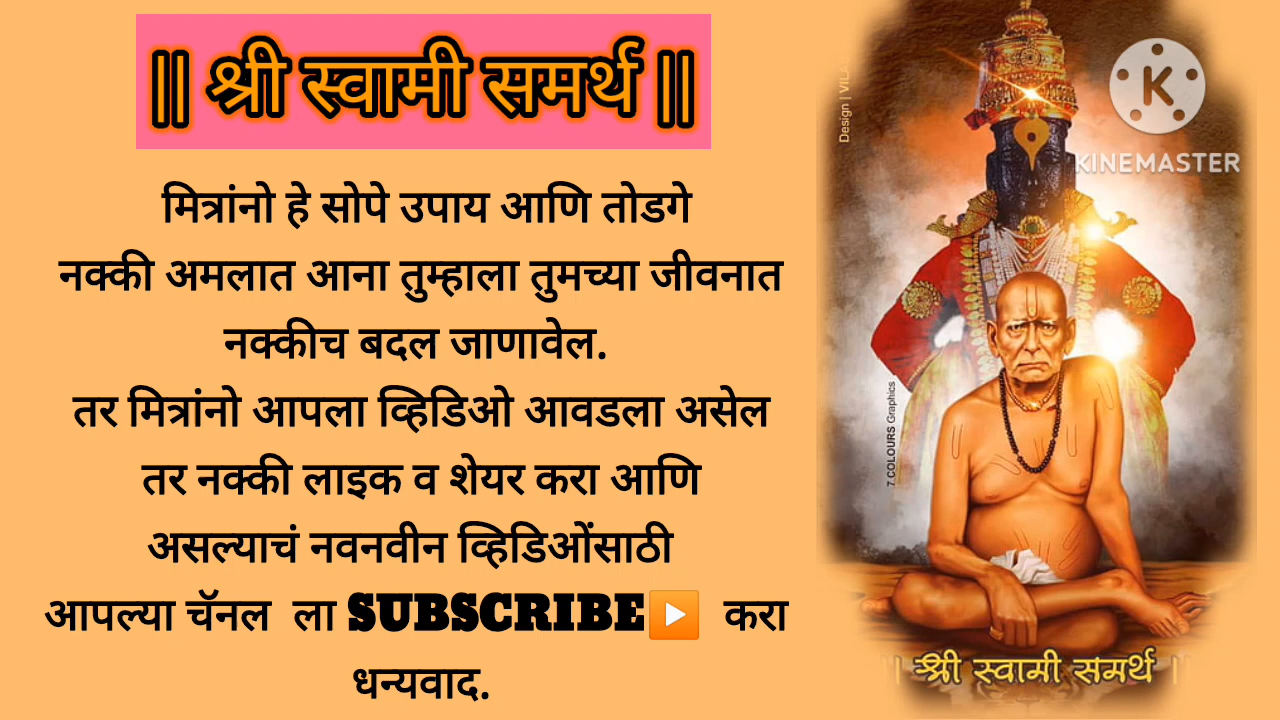 || श्री स्वामी समर्थ ||
मित्रांनो हे सोपे उपाय आणि तोडगे
नक्की अमलात आना तुम्हाला तुमच्या जीवनात
नक्कीच बदल जाणावेल.
तर मित्रांनो आपला व्हिडिओ आवडला असेल
तर नक्की लाइक व शेयर करा आणि
असल्याचं नवनवीन व्हिडिओंसाठी
आपल्या चॅनल ला SUBSCRIBE▶️ करा
धन्यवाद.
K
KINEMASTER
Design |
7 COLOURS Graphics
|| श्री स्वामी समर्थ ||